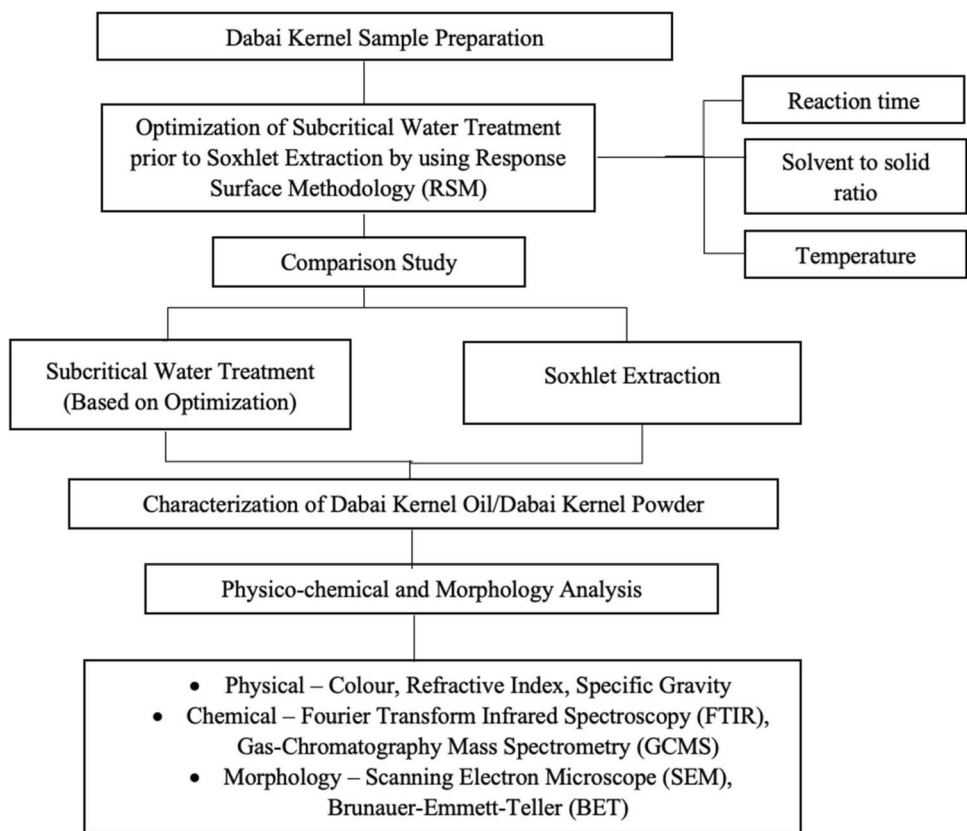 Dabai Kernel Sample Preparation
Optimization of Subcritical Water Treatment
prior to Soxhlet Extraction by using Response
Surface Methodology (RSM)
Reaction time
Solvent to solid
ratio
Temperature
Comparison Study
Subcritical Water Treatment
(Based on Optimization)
Soxhlet Extraction
Characterization of Dabai Kernel Oil/Dabai Kernel Powder
Physico-chemical and Morphology Analysis
• Physical – Colour, Refractive Index, Specific Gravity
• Chemical – Fourier Transform Infrared Spectroscopy (FTIR),
Gas-Chromatography Mass Spectrometry (GCMS)
• Morphology – Scanning Electron Microscope (SEM),
Brunauer-Emmett-Teller (BET)